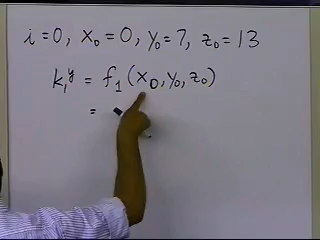 i=0, x₀=0, y₀=7, z₀=13
k₁ʸ = f₁(x₀,y₀,z₀)
=